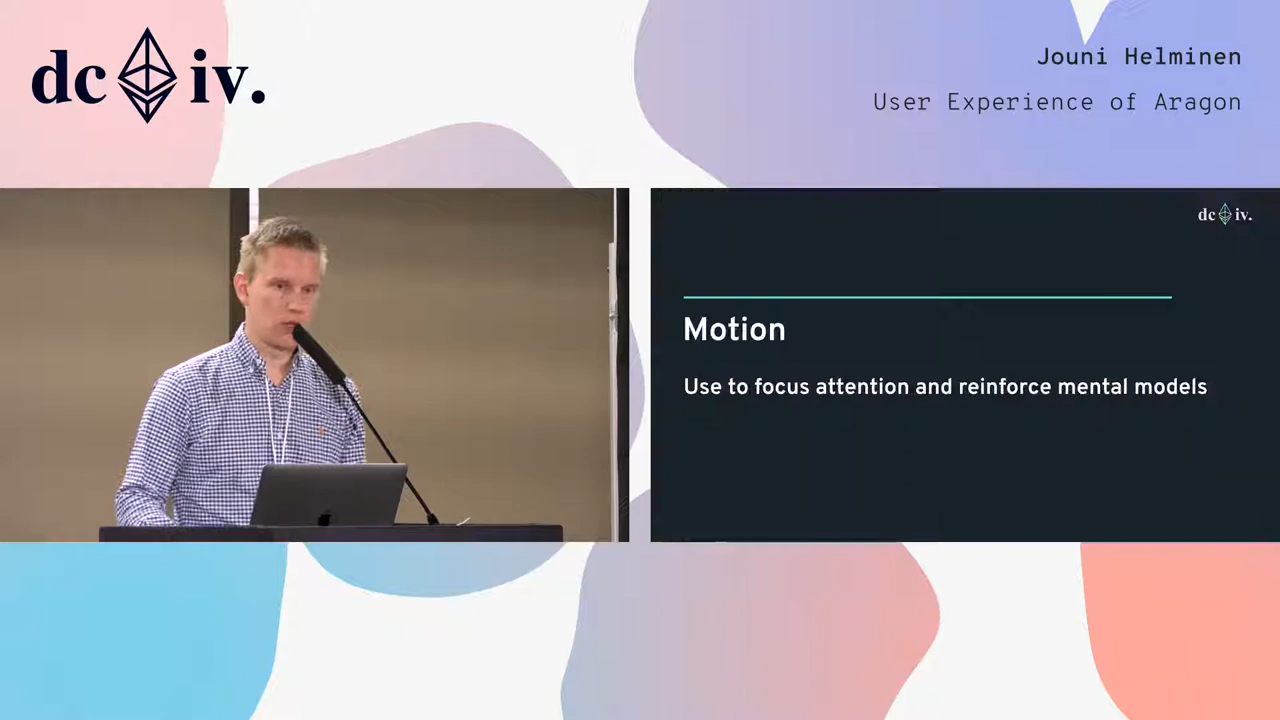 dc iv.
Jouni Helminen
User Experience of Aragon
dc iv.
Motion
Use to focus attention and reinforce mental models